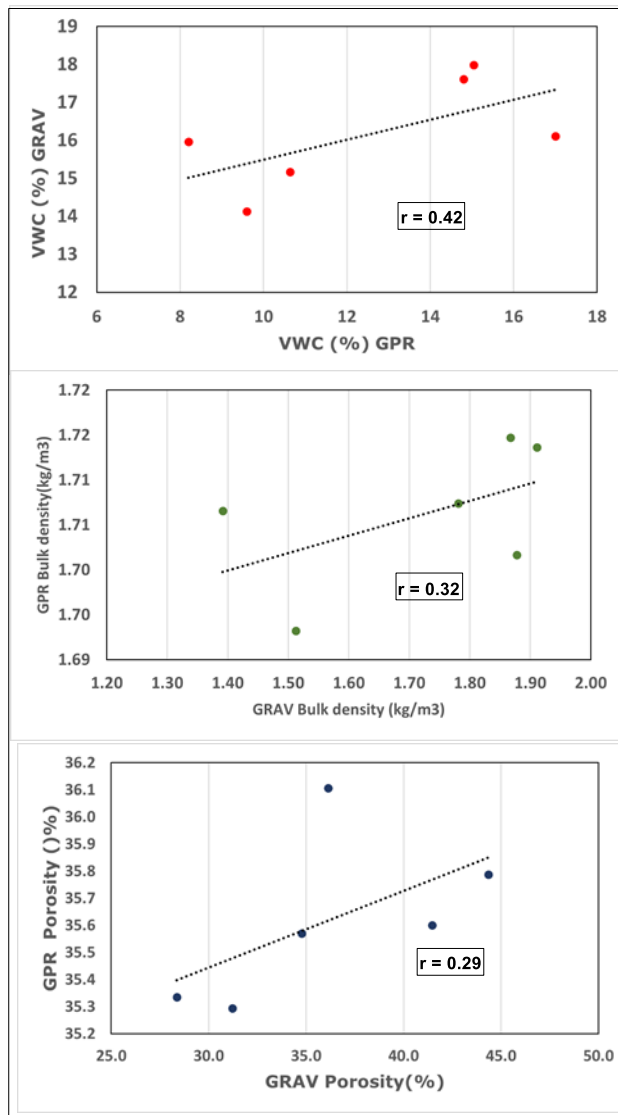 19
18
17
16
15
14
13
12
VWC (%) GRAV
r = 0.42
6 8 10 12 14 16 18
VWC (%) GPR
1.72
1.72
1.71
1.71
1.70
1.70
1.69
GPR Bulk density(kg/m3)
r = 0.32
1.20 1.30 1.40 1.50 1.60 1.70 1.80 1.90 2.00
GRAV Bulk density (kg/m3)
36.2
36.1
36.0
35.9
35.8
35.7
35.6
35.5
35.4
35.3
35.2
GPR Porosity ()%)
r = 0.29
25.0 30.0 35.0 40.0 45.0 50.0
GRAV Porosity(%)